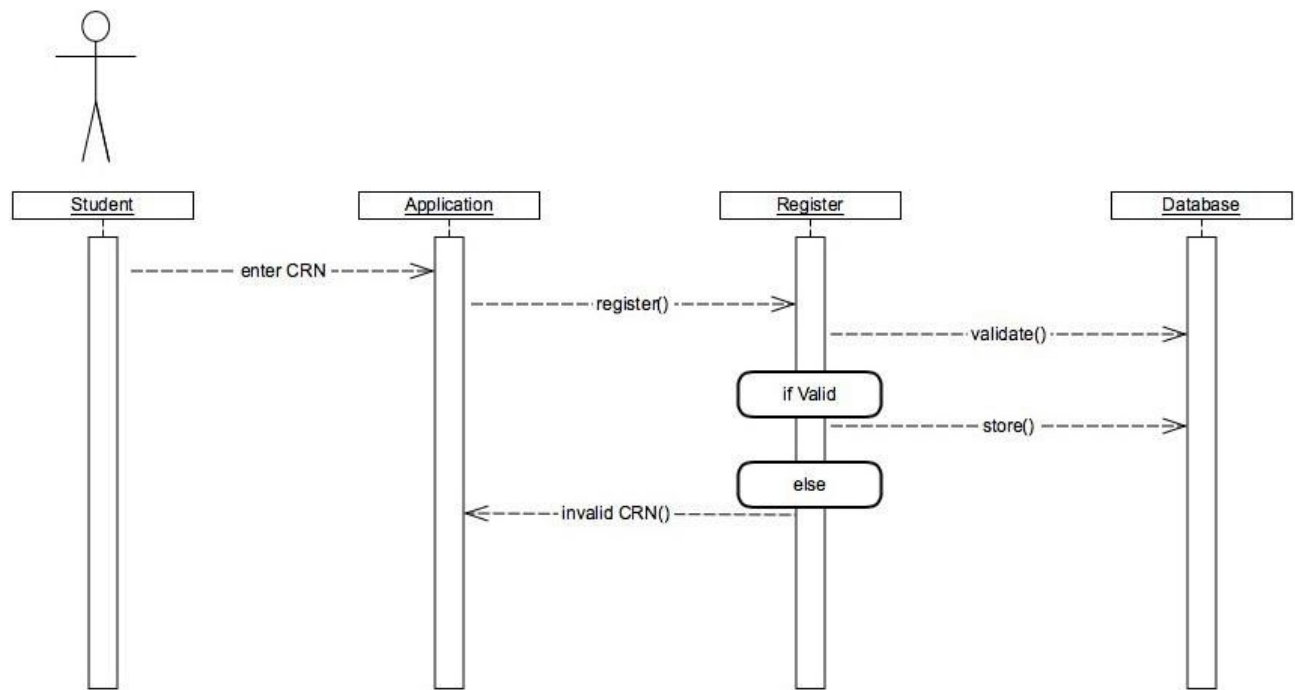 Student
Application
Register
Database
enter CRN
register()
validate()
if Valid
store()
else
invalid CRN()